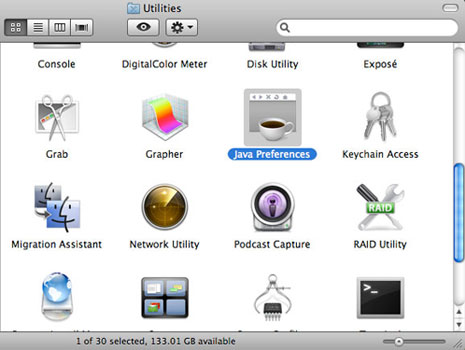 Utilities
Console DigitalColor Meter Disk Utility Exposé
Grab Grapher Java Preferences Keychain Access
Migration Assistant Network Utility Podcast Capture RAID Utility
RAID
1 of 30 selected, 133.01 GB available